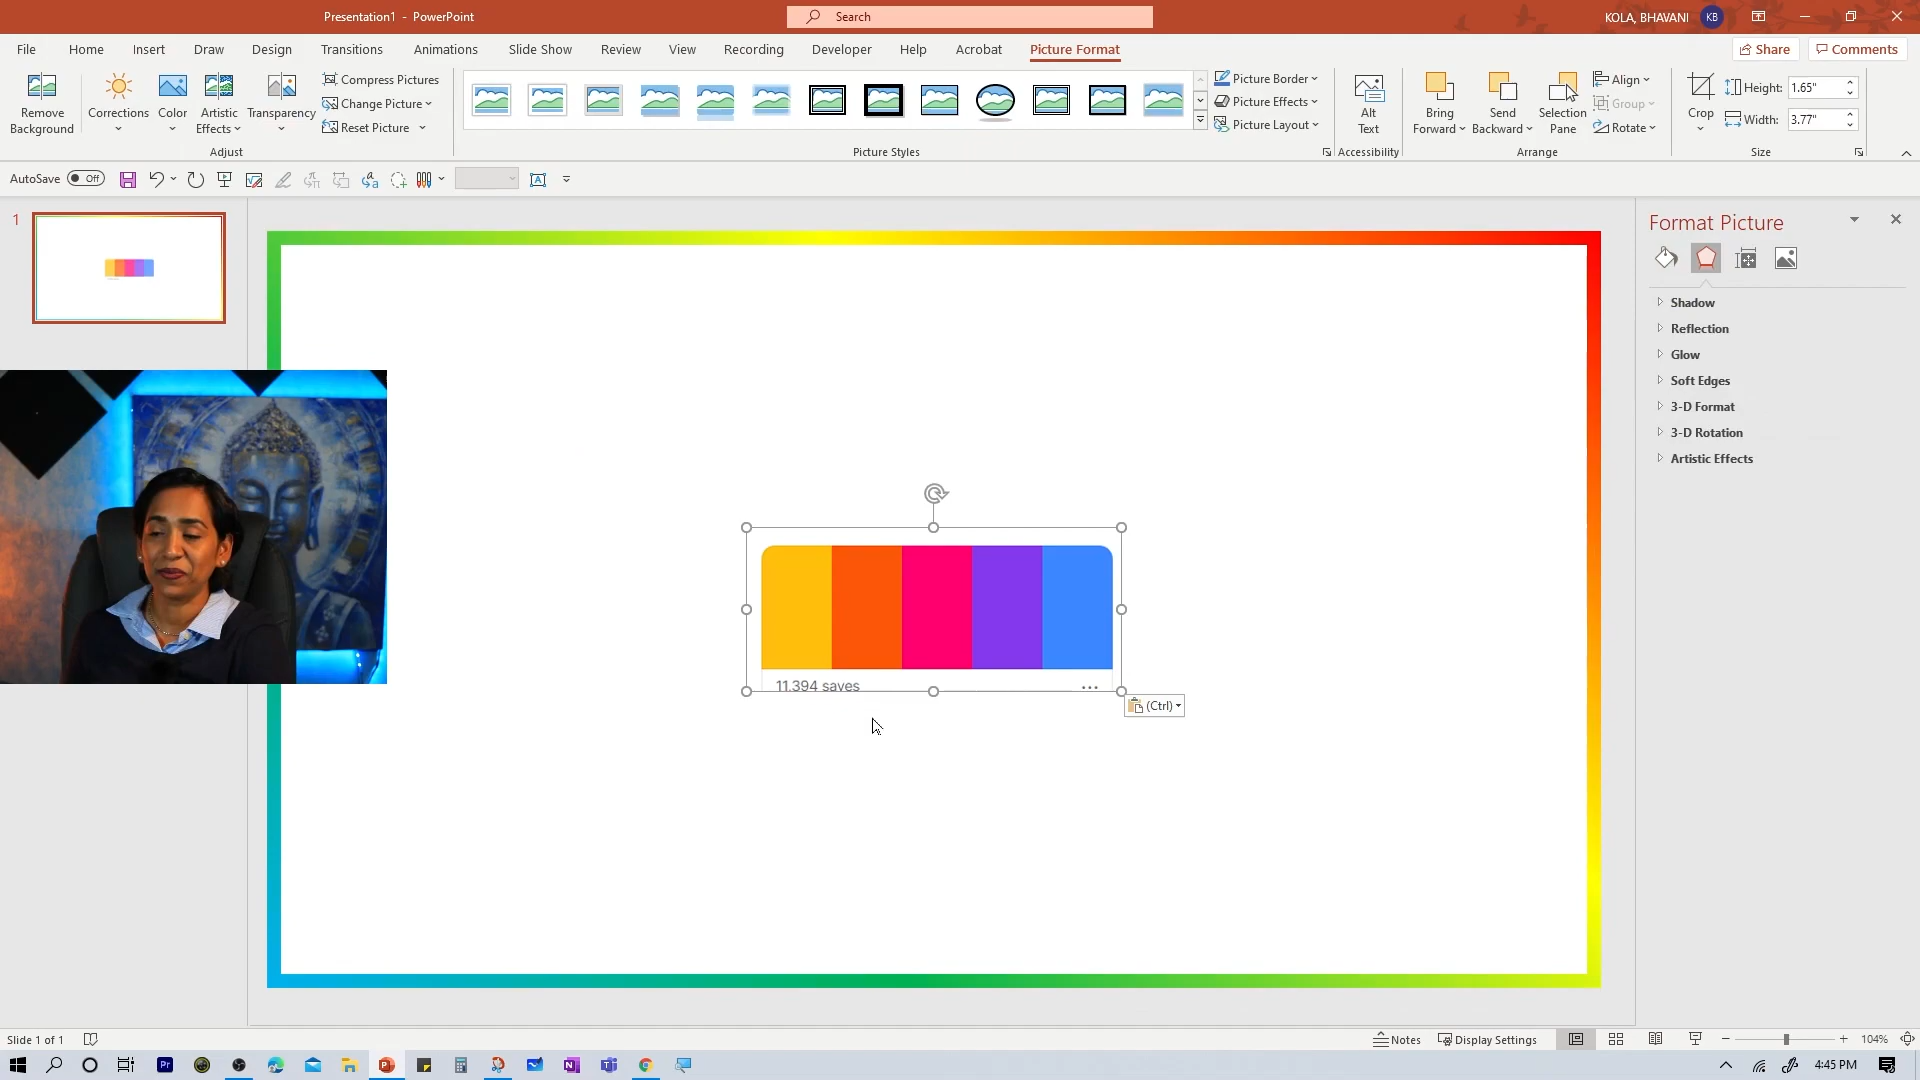 Presentation1 - PowerPoint
Search
KOLA, BHAVANI
KB
File
Home
Insert
Draw
Design
Transitions
Animations
Slide Show
Review
View
Recording
Developer
Help
Acrobat
Picture Format
Share
Comments
Remove Background
Corrections
Color
Artistic Effects
Transparency
Compress Pictures
Change Picture
Reset Picture
Adjust
Picture Styles
Picture Border
Picture Effects
Picture Layout
Alt Text
Accessibility
Bring Forward
Send Backward
Selection Pane
Align
Group
Rotate
Arrange
Crop
Height: 1.65"
Width: 3.77"
Size
AutoSave Off
1
Format Picture
Shadow
Reflection
Glow
Soft Edges
3-D Format
3-D Rotation
Artistic Effects
11.394 saves
(Ctrl)
Slide 1 of 1
Notes
Display Settings
104%
Pr
4:45 PM